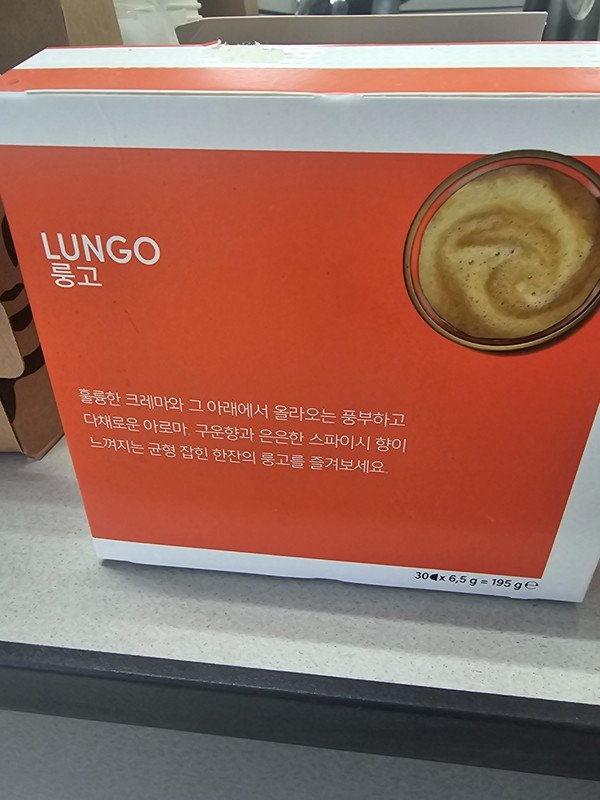 LUNGO
룽고
훌륭한 크레마와 그 아래에서 올라오는 풍부하고
다채로운 아로마. 구운향과 은은한 스파이시 향이
느껴지는 균형 잡힌 한잔의 룽고를 즐겨보세요.
30 x 6,5 g = 195 g ℮